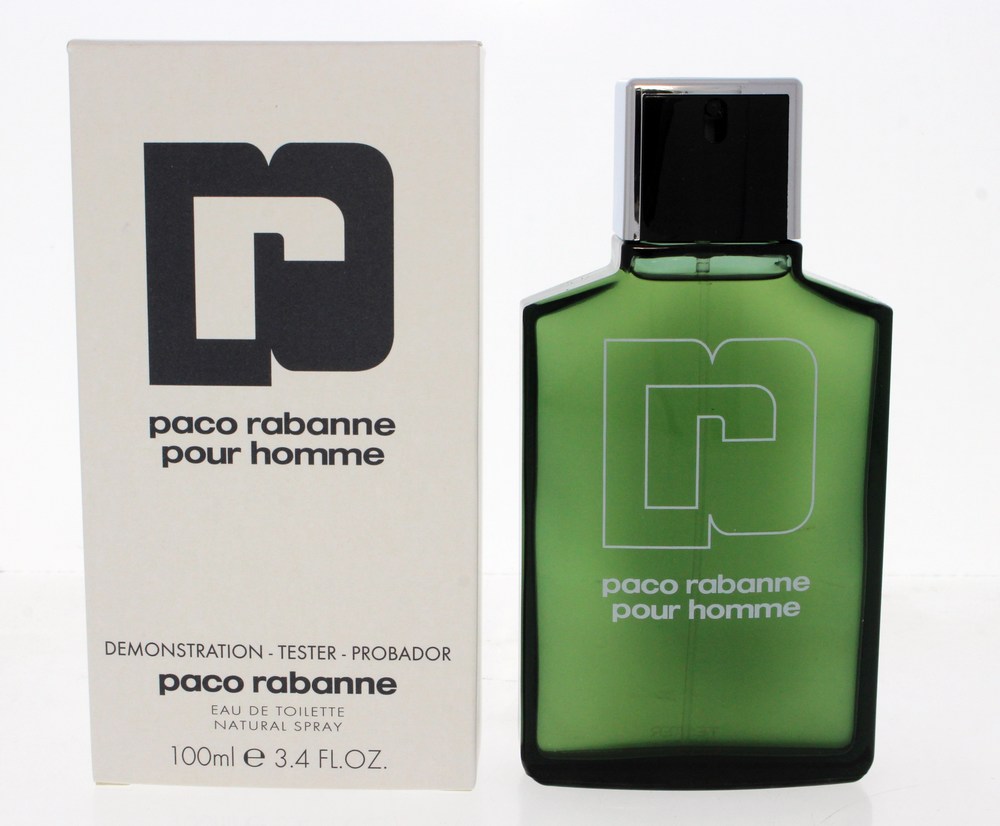 paco rabanne
pour homme
DEMONSTRATION - TESTER - PROBADOR
paco rabanne
EAU DE TOILETTE
NATURAL SPRAY
100ml e 3.4 FL.OZ.
paco rabanne
pour homme